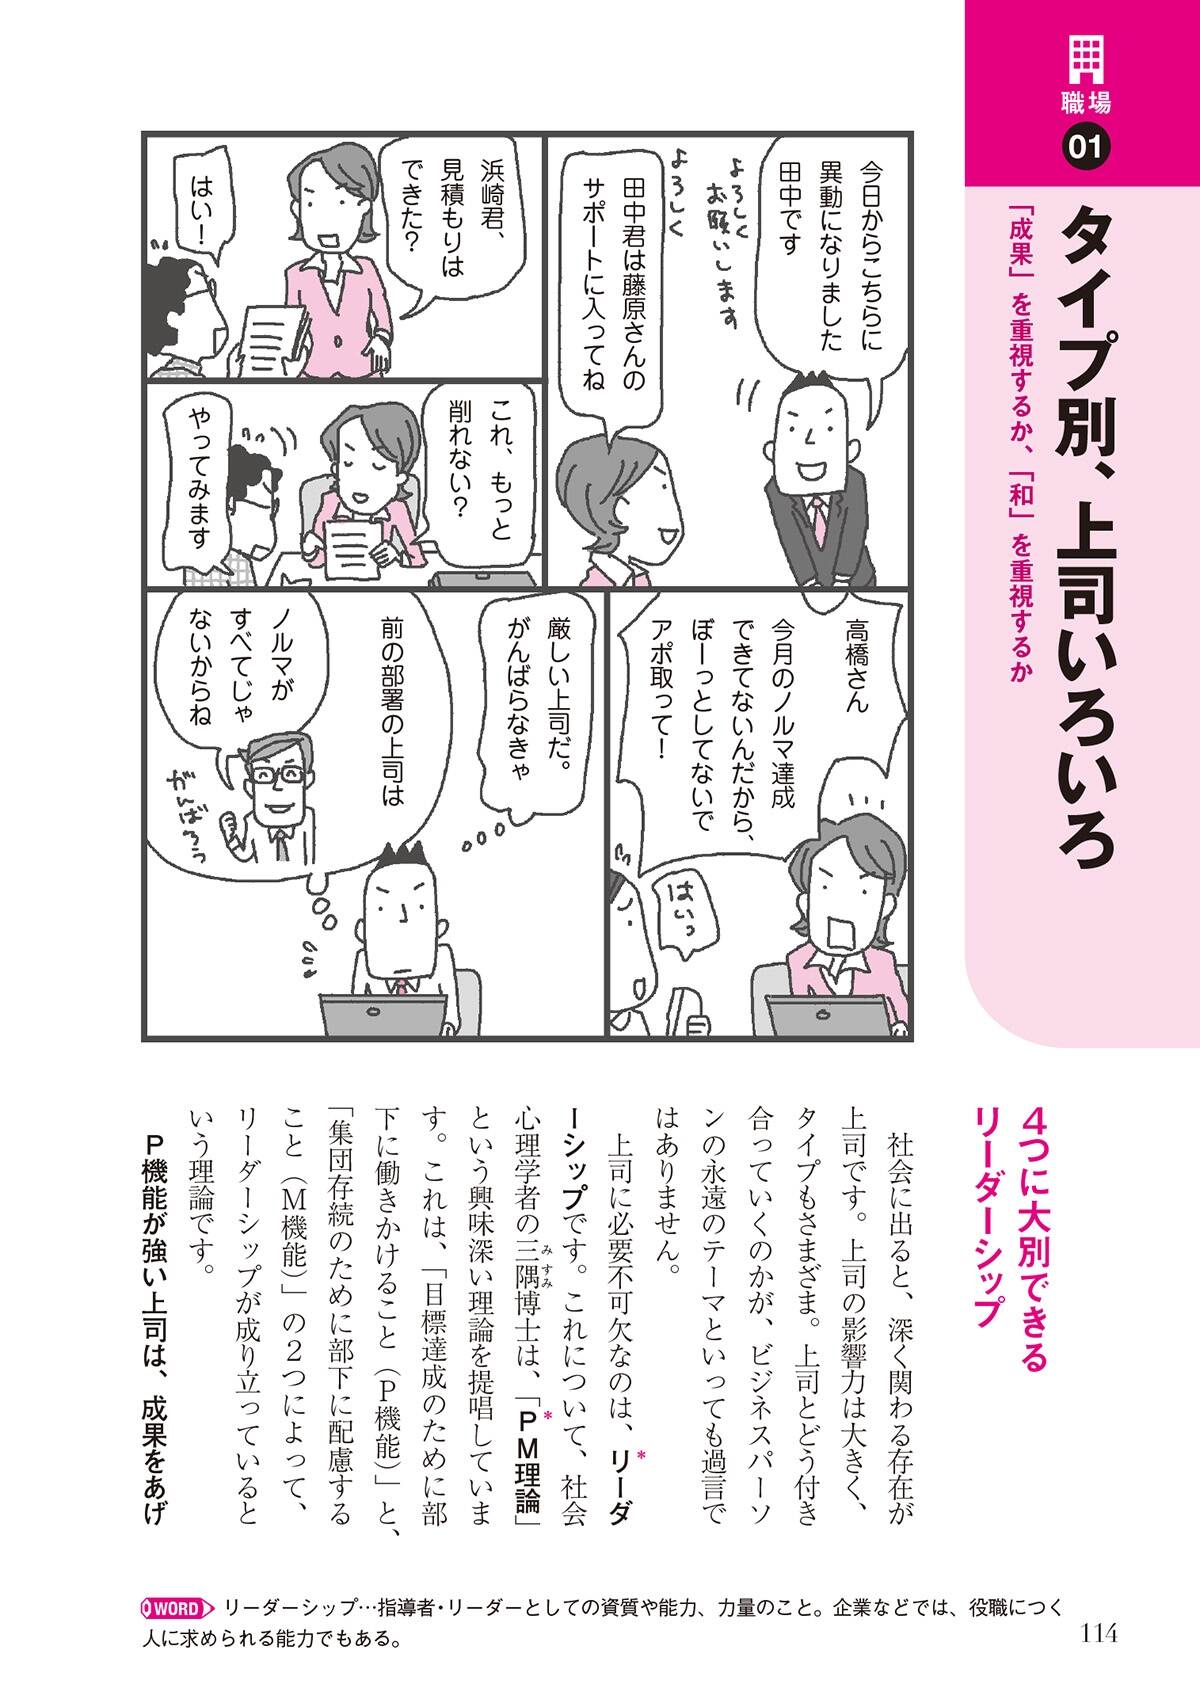 職場
01
タイプ別、上司いろいろ
「成果」を重視するか、「和」を重視するか
今日からこちらに
異動になりました
田中です
よろしく
お願いします
よろしく
田中君は藤原さんの
サポートに入ってね
浜崎君、
見積もりは
できた？
はい！
これ、もっと
削れない？
やってみます
高橋さん
今月のノルマ達成
できてないんだから、
ぼーっとしてないで
アポ取って！
はいっ
厳しい上司だ。
がんばらなきゃ
前の部署の上司は
ノルマが
すべてじゃ
ないからね
がんばろっ
4つに大別できる
リーダーシップ
社会に出ると、深く関わる存在が
上司です。上司の影響力は大きく、
タイプもさまざま。上司とどう付き
合っていくのかが、ビジネスパーソ
ンの永遠のテーマといっても過言で
はありません。
上司に必要不可欠なのは、リーダ＊
ーシップです。これについて、社会
心理学者の三隅博士は、「PM理論」＊
みすみ
という興味深い理論を提唱していま
す。これは、「目標達成のために部
下に働きかけること（P機能）」と、
「集団存続のために部下に配慮する
こと（M機能）」の2つによって、
リーダーシップが成り立っていると
いう理論です。
P機能が強い上司は、成果をあげ
WORD リーダーシップ…指導者・リーダーとしての資質や能力、力量のこと。企業などでは、役職につく
人に求められる能力でもある。
114